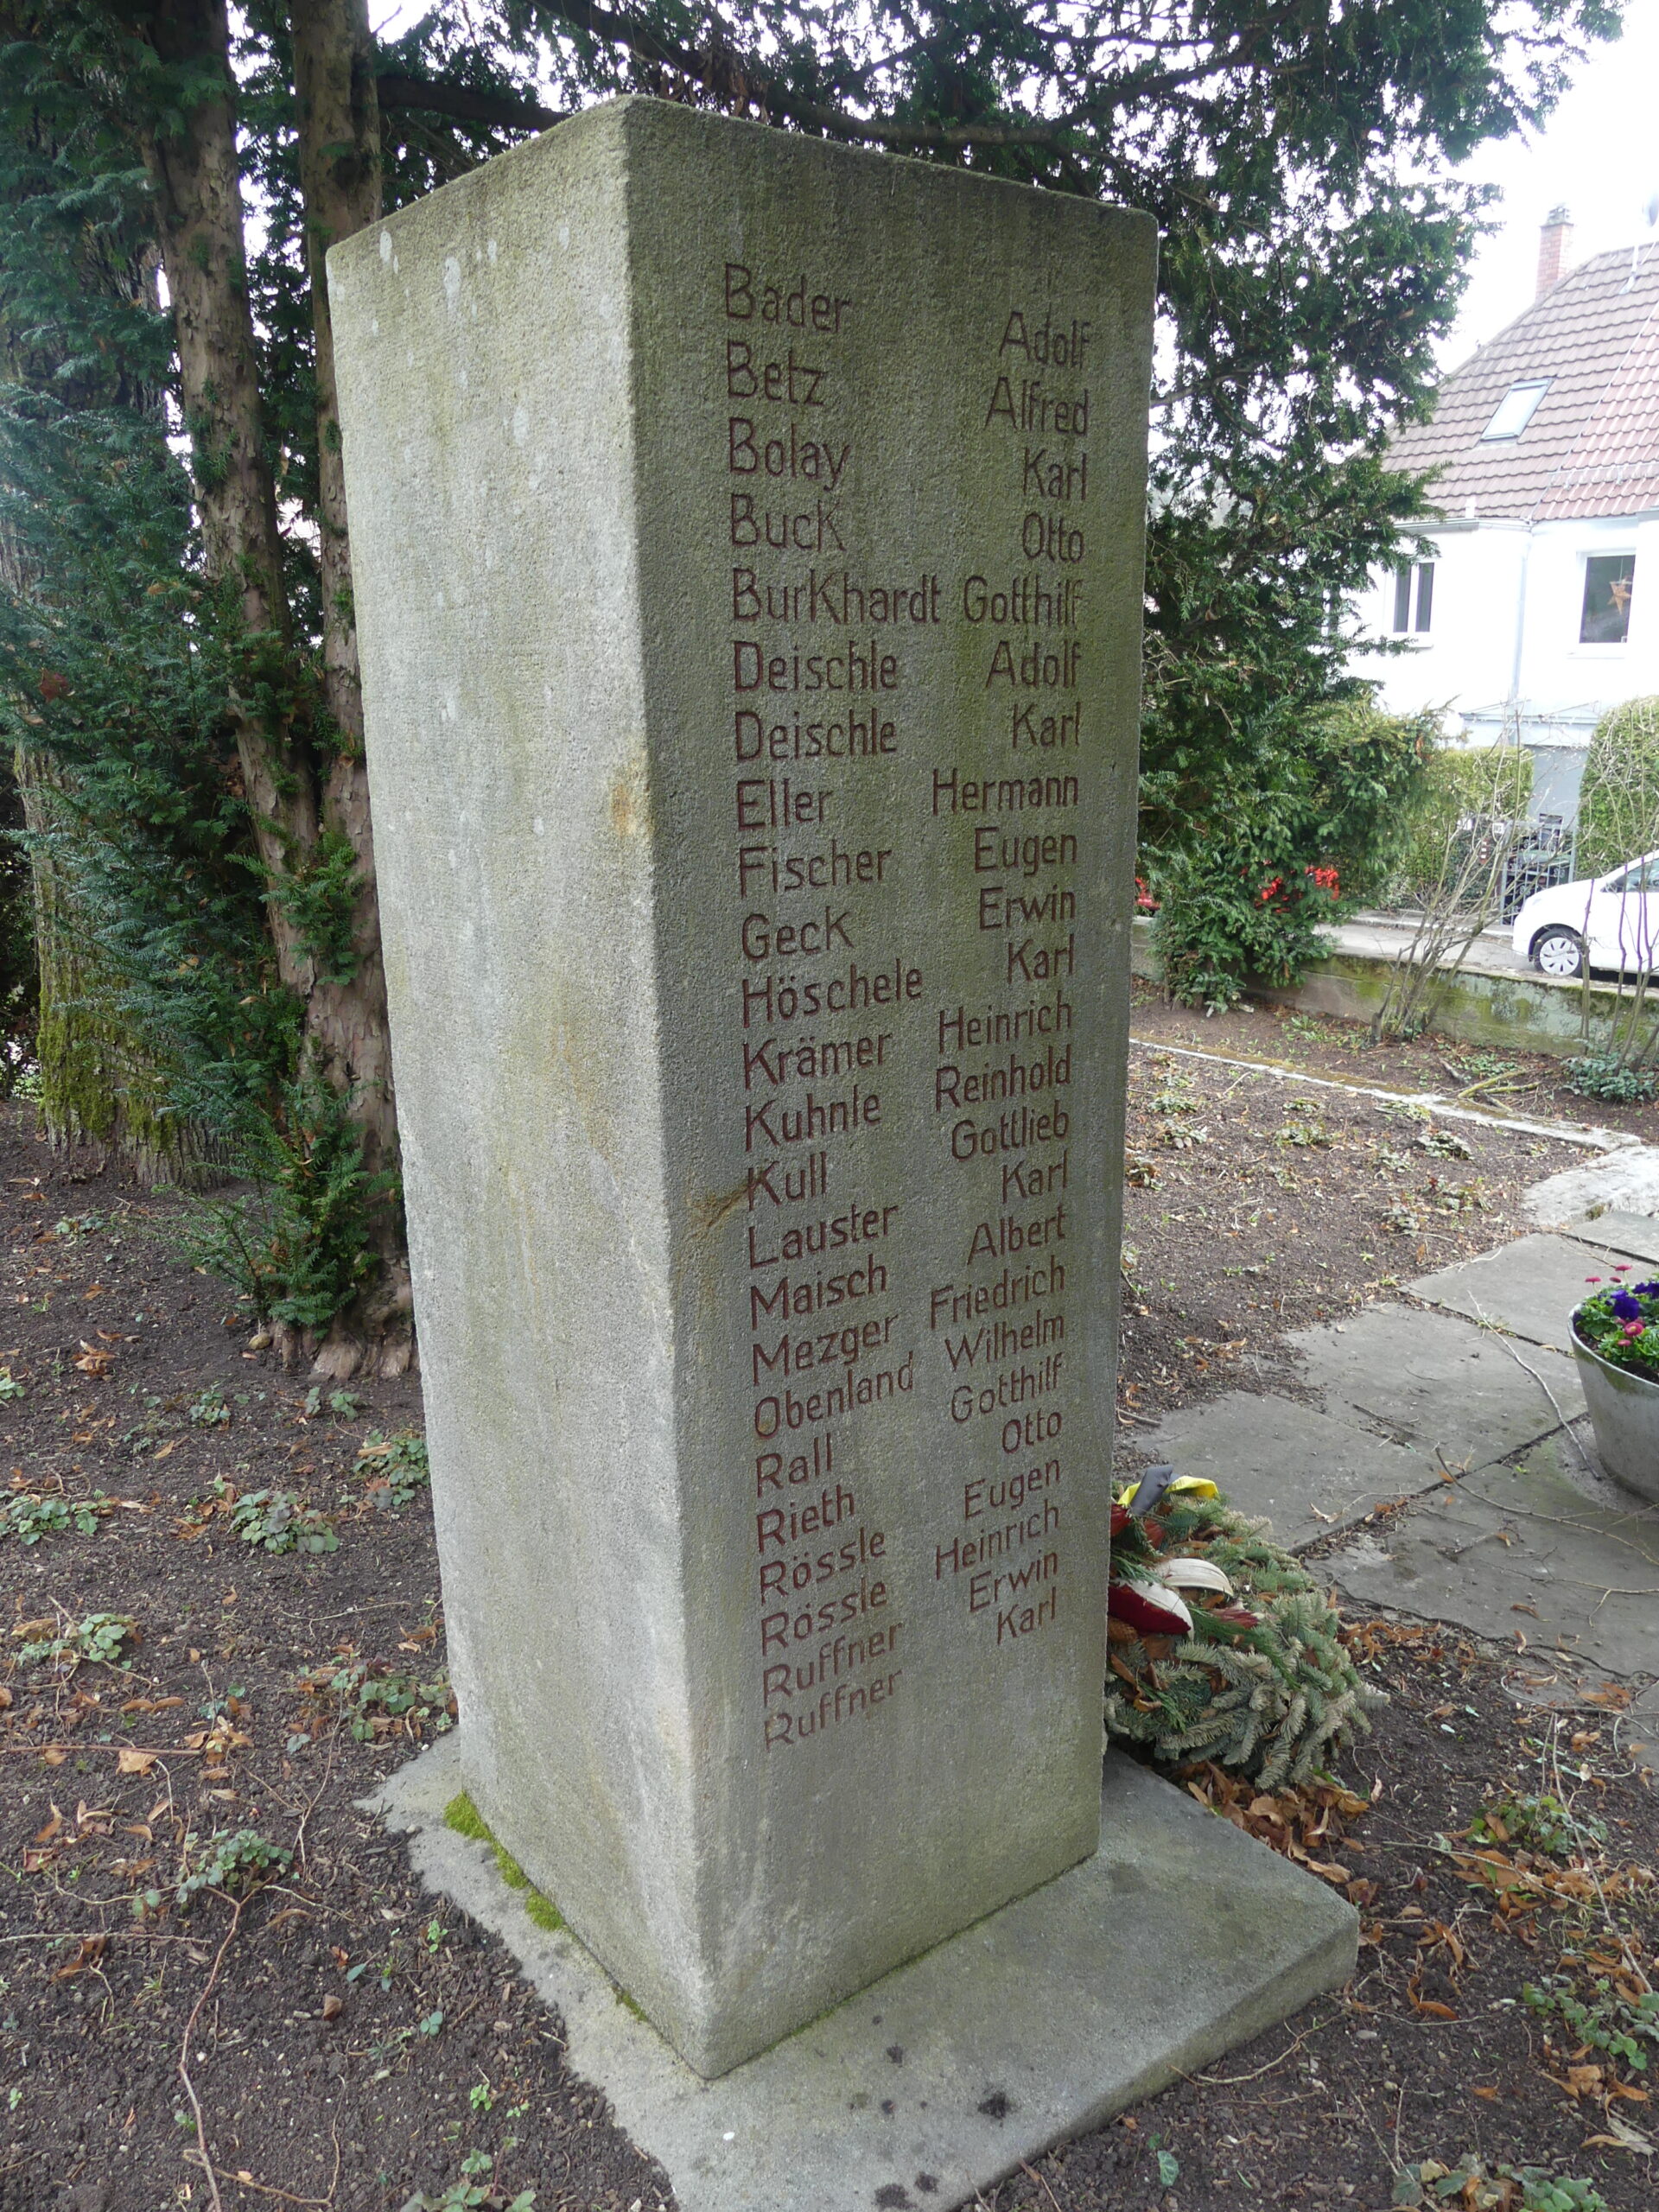 Bader Adolf
Betz Alfred
Bolay Karl
Buck Otto
Burkhardt Gotthilf
Deischle Adolf
Deischle Karl
Eller Hermann
Fischer Eugen
Geck Erwin
Höschele Karl
Krämer Heinrich
Kuhnle Reinhold
Kull Gottlieb
Lauster Karl
Maisch Albert
Mezger Friedrich
Obenland Wilhelm
Rall Gotthilf
Rieth Otto
Rössle Eugen
Rössle Heinrich
Ruffner Erwin
Ruffner Karl